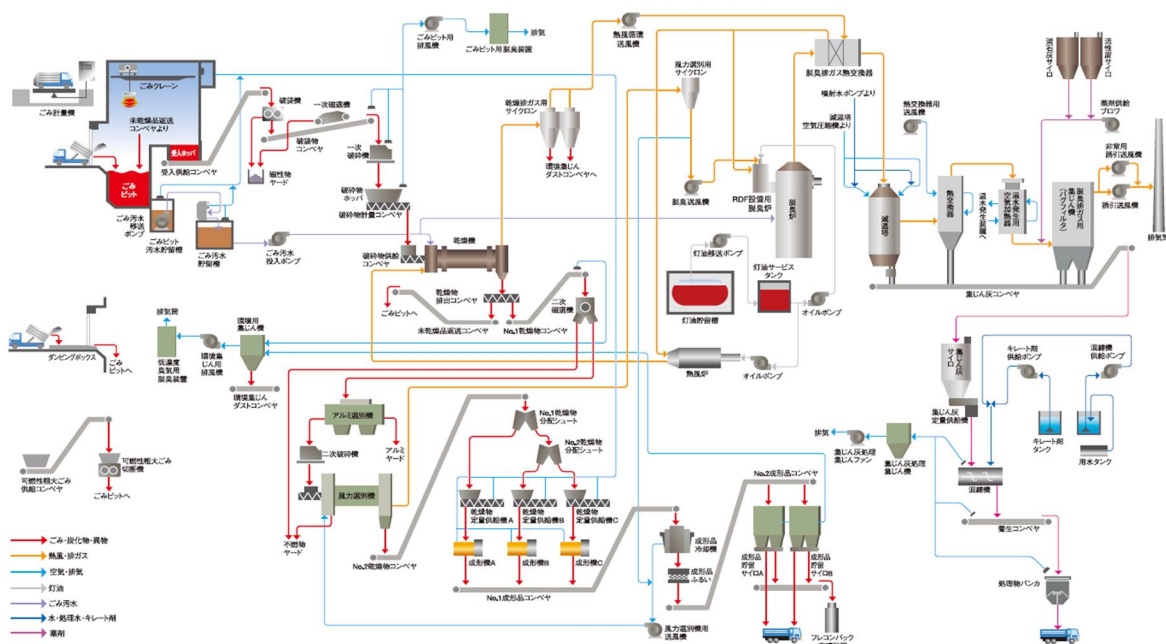 ごみ計量機
ごみクレーン
未乾燥品返送
コンベヤより
ごみ
ピット
受入ホッパ
受入供給コンベヤ
ごみ汚水
移送
ポンプ
ごみピット
汚水貯留槽
ごみ汚水
貯留槽
ごみ汚水
投入ポンプ
破袋機
一次磁選機
破袋物
コンベヤ
磁性物
ヤード
一次
破砕機
破砕物
ホッパ
破砕物計量コンベヤ
破砕物供給
コンベヤ
ごみピット用
排風機
ごみピット用脱臭装置
排気
乾燥機
乾燥物
排出コンベヤ
ごみピットへ
未乾燥品返送コンベヤ
No.1乾燥物コンベヤ
二次
磁選機
乾燥排ガス用
サイクロン
環境集じん
ダストコンベヤへ
熱風循環
送風機
風力選別用
サイクロン
脱臭送風機
RDF設備用
脱臭炉
脱臭炉
脱臭排ガス熱交換器
噴射水ポンプより
減温塔
空気圧縮機より
減温塔
熱交換器用
送風機
熱交換器
温水発生装置へ
温水発生用
空気加熱器
消石灰サイロ
活性炭サイロ
薬剤供給
ブロワ
脱臭排ガス用
集じん機
(バグフィルタ)
非常用
誘引送風機
誘引送風機
排気筒
集じん灰コンベヤ
灯油移送ポンプ
灯油貯留槽
灯油サービス
タンク
オイルポンプ
熱風炉
オイルポンプ
ダンピングボックス
ごみ
ピットへ
排気筒
低濃度
臭気用
脱臭装置
環境集
じん用
排風機
環境用
集じん機
環境集じん
ダストコンベヤ
可燃性粗大ごみ
供給コンベヤ
可燃性粗大ごみ
切断機
ごみピットへ
アルミ選別機
二次破砕機
アルミ
ヤード
風力選別機
不燃物
ヤード
No.2乾燥物コンベヤ
No.1乾燥物
分配シュート
No.2乾燥物
分配シュート
乾燥物
定量供給機A
乾燥物
定量供給機B
乾燥物
定量供給機C
成形機A
成形機B
成形機C
No.1成形品コンベヤ
成形品
冷却機
成形品
ふるい
風力選別機用
送風機
No.2成形品コンベヤ
成形品
貯留
サイロA
成形品
貯留
サイロB
フレコンバック
集じん灰
サイロ
集じん灰
定量供給機
キレート剤
供給ポンプ
混練機
供給ポンプ
キレート剤
タンク
用水タンク
排気
集じん灰処理
集じんファン
集じん灰処理
集じん機
混練機
養生コンベヤ
処理物バンカ
ごみ・炭化物・異物
熱風・排ガス
空気・排気
灯油
ごみ汚水
水・処理水・キレート剤
薬剤